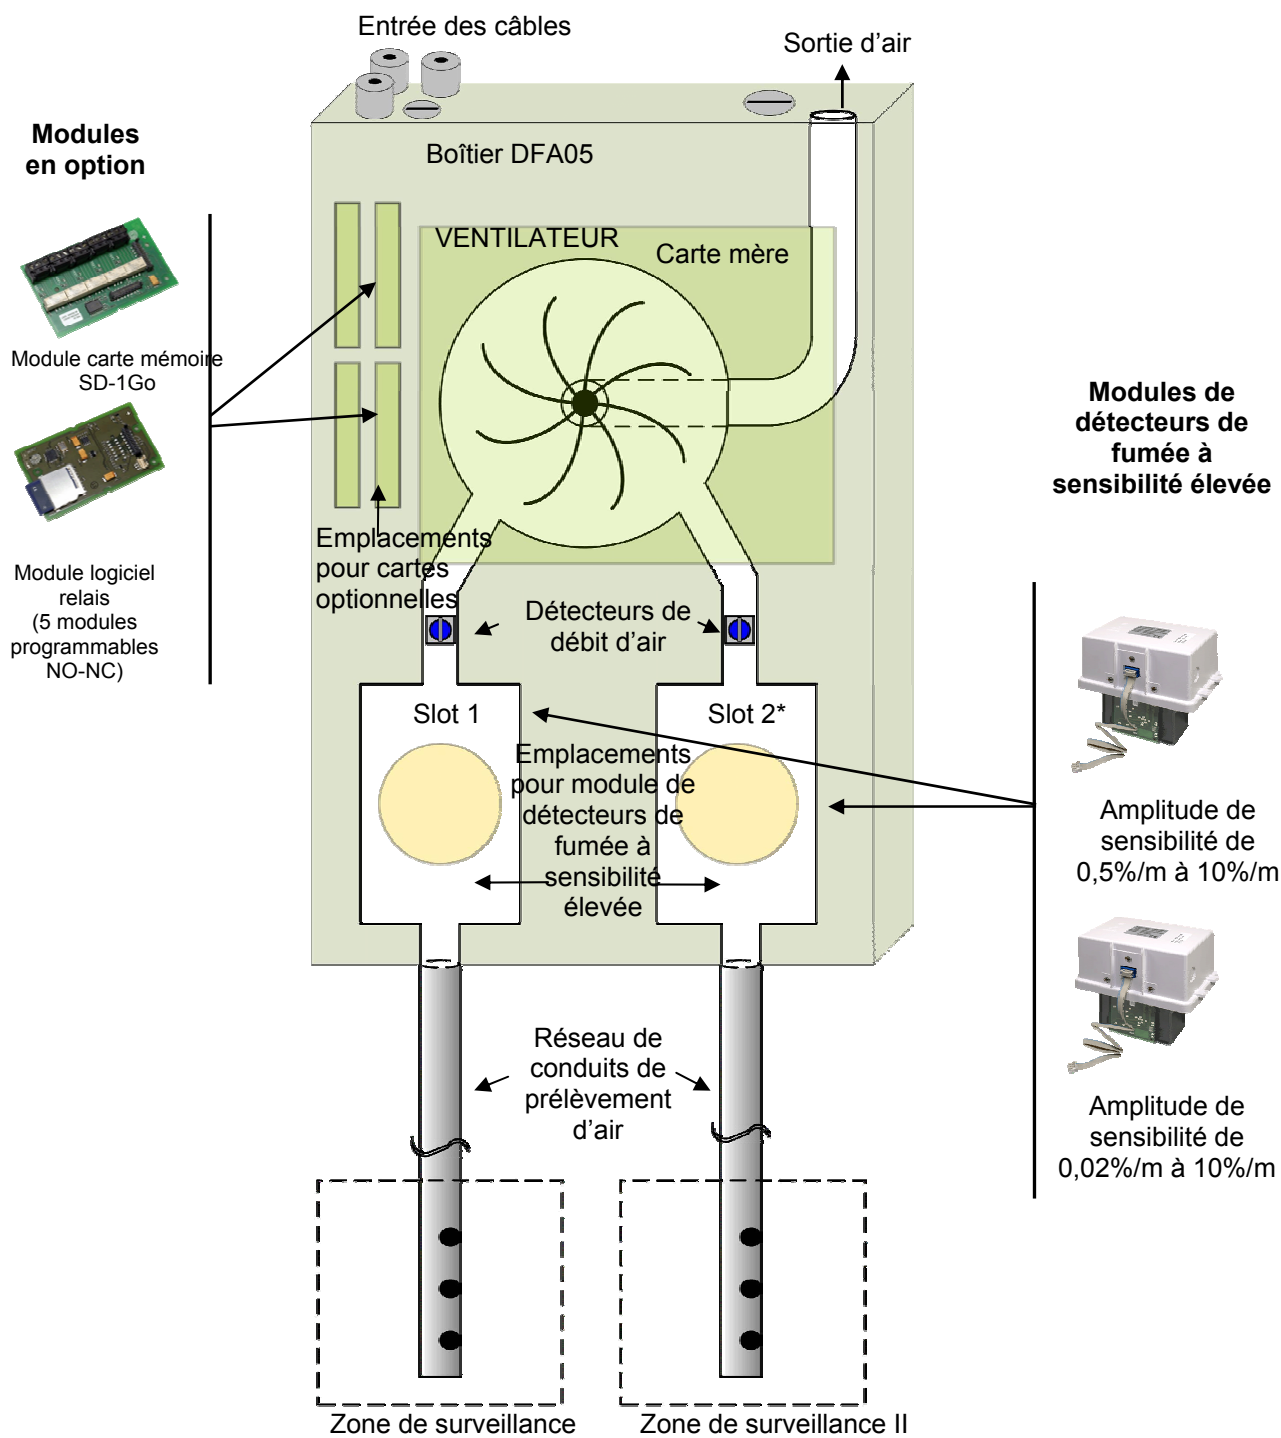 Entrée des câbles
Sortie d’air
Modules
en option
Boîtier DFA05
VENTILATEUR
Carte mère
Module carte mémoire
SD-1Go
Module logiciel
relais
(5 modules
programmables
NO-NC)
Emplacements
pour cartes
optionnelles
Modules de
détecteurs de
fumée à
sensibilité élevée
Détecteurs de
débit d’air
Slot 1
Slot 2*
Emplacements
pour module de
détecteurs de
fumée à
sensibilité
élevée
Amplitude de
sensibilité de
0,5%/m à 10%/m
Amplitude de
sensibilité de
0,02%/m à 10%/m
Réseau de
conduits de
prélèvement
d’air
Zone de surveillance
Zone de surveillance II